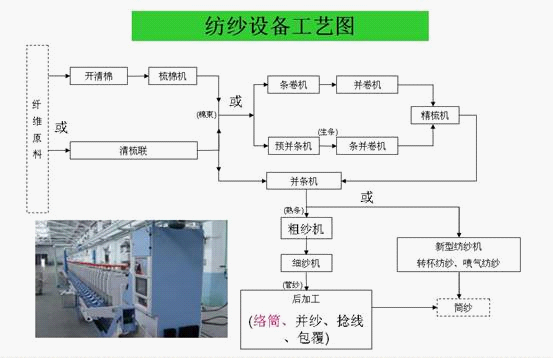 纺纱设备工艺图
纤维原料
开清棉
梳棉机
或
清梳联
(棉束)
或
条卷机
并卷机
预并条机
(生条)
条并卷机
精梳机
并条机
或
(熟条)
粗纱机
细纱机
(管纱)
后加工
(络筒、并纱、捻线
、包覆)
新型纺纱机
转杯纺纱、喷气纺纱
筒纱